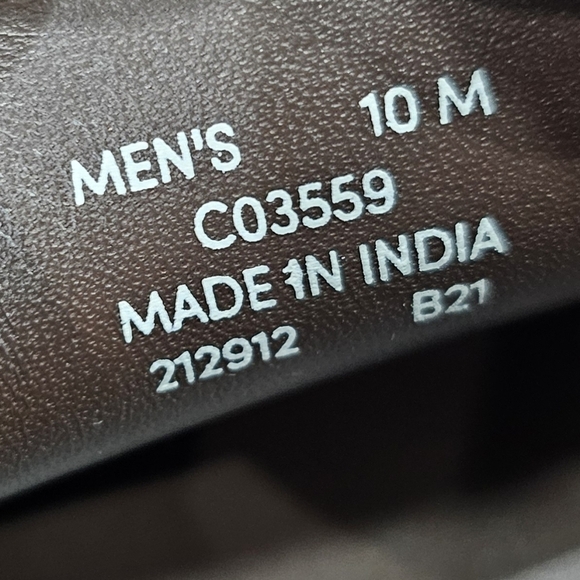 MEN'S 10 M
C03559
MADE IN INDIA
212912 B21